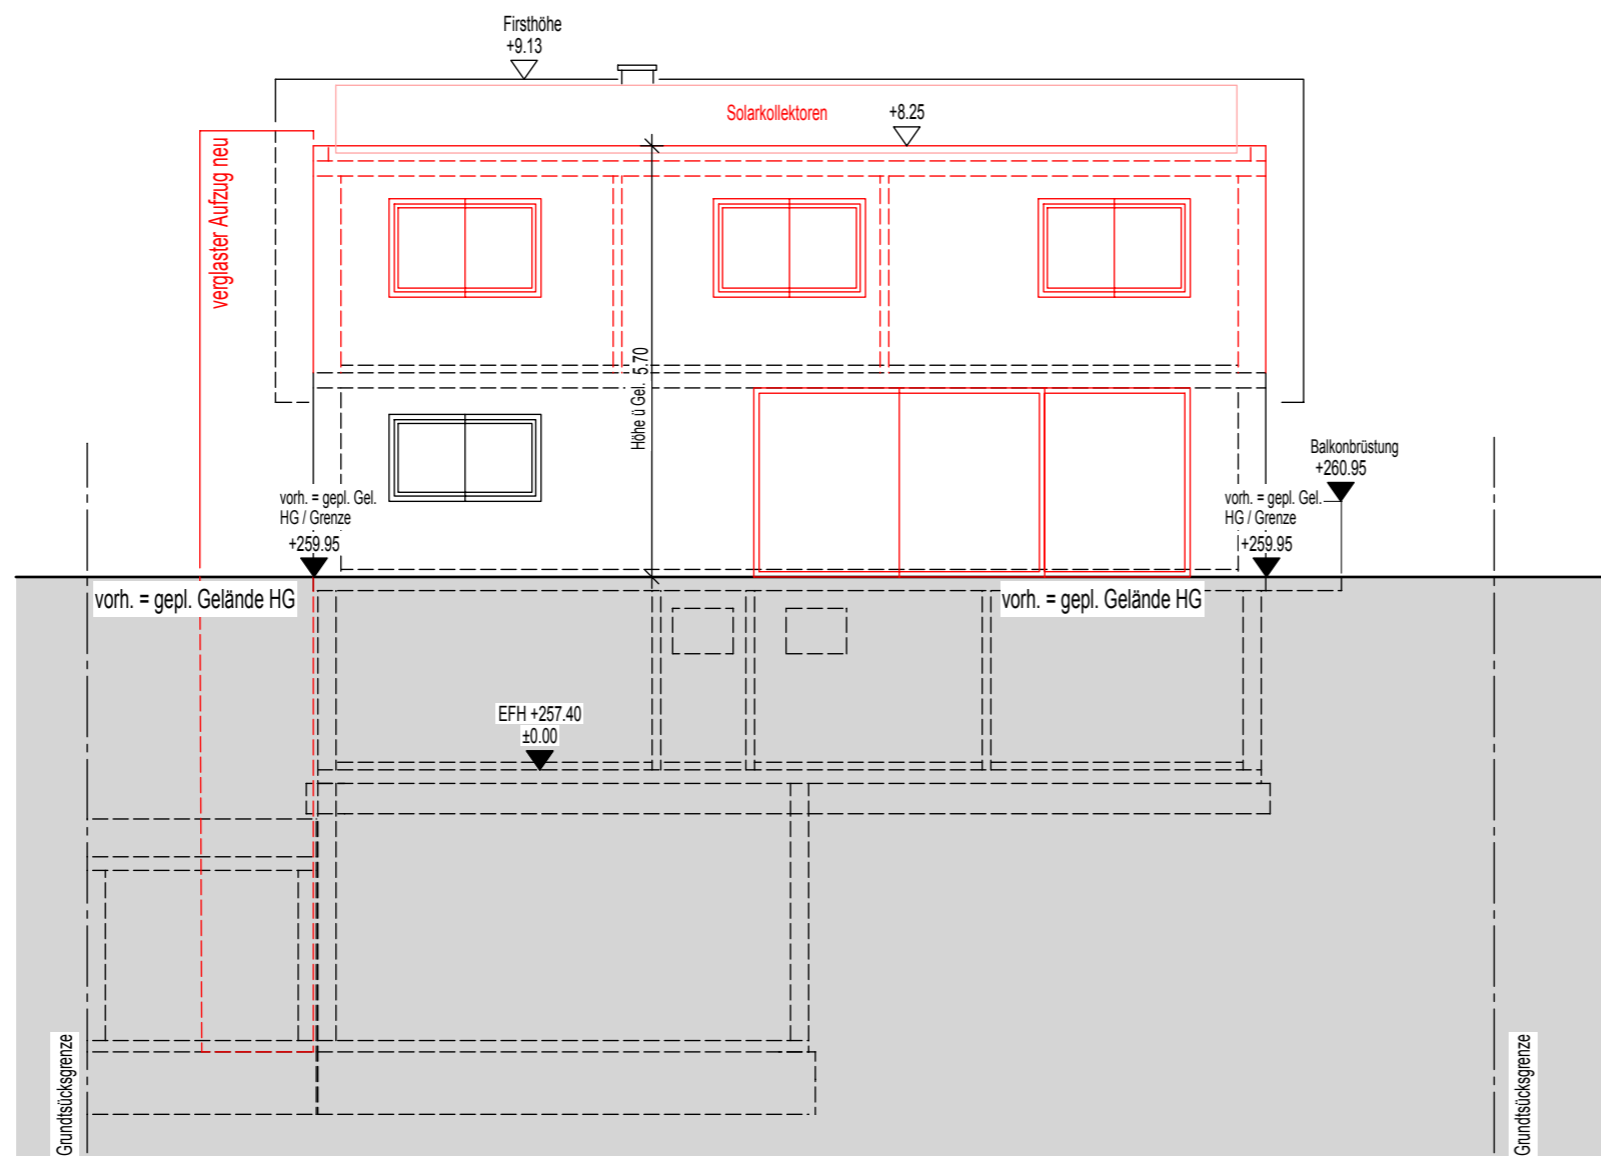 Firsthöhe
+9.13
Solarkollektoren
+8.25
verglaster Aufzug neu
Höhe ü Gel. 5.70
Balkonbrüstung
+260.95
vorh. = gepl. Gel.
HG / Grenze
+259.95
vorh. = gepl. Gel.
HG / Grenze
+259.95
vorh. = gepl. Gelände HG
vorh. = gepl. Gelände HG
EFH +257.40
±0.00
Grundtsücksgrenze
Grundtsücksgrenze